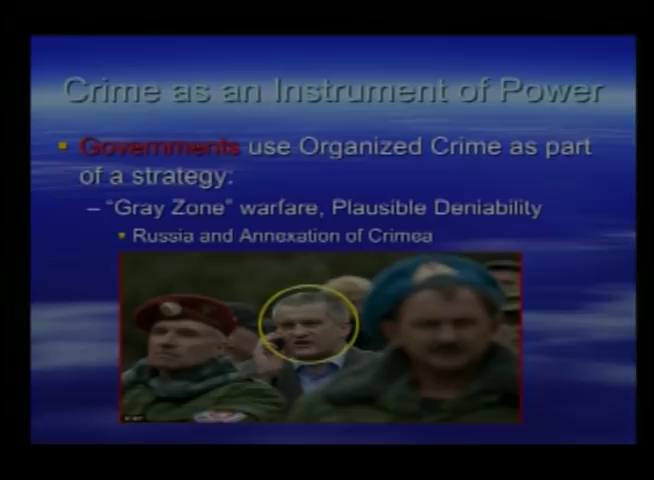 Crime as an Instrument of Power
Governments use Organized Crime as part
of a strategy:
– "Gray Zone" warfare, Plausible Deniability
Russia and Annexation of Crimea